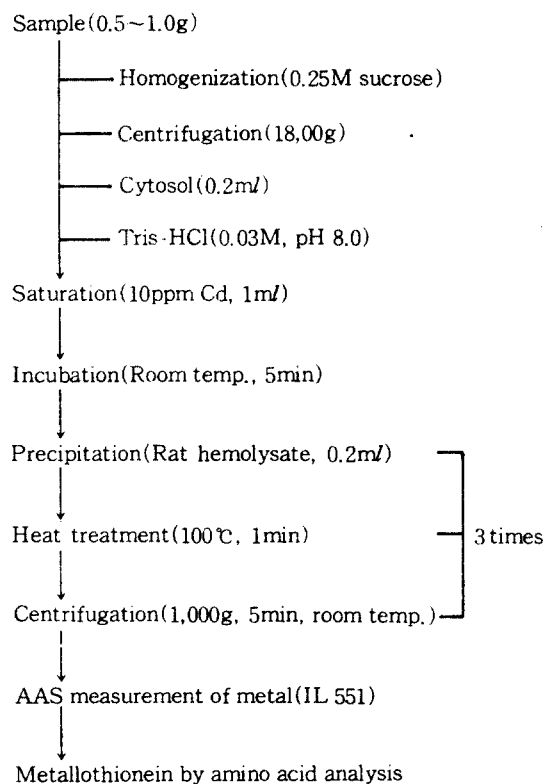 Sample(0.5~1.0g)
Homogenization(0.25M sucrose)
Centrifugation(18,00g)
Cytosol(0.2ml)
Tris-HCl(0.03M, pH 8.0)
Saturation(10ppm Cd, 1ml)
Incubation(Room temp., 5min)
Precipitation(Rat hemolysate, 0.2ml)
Heat treatment(100℃, 1min)
3 times
Centrifugation(1,000g, 5min, room temp.)
AAS measurement of metal(IL 551)
Metallothionein by amino acid analysis